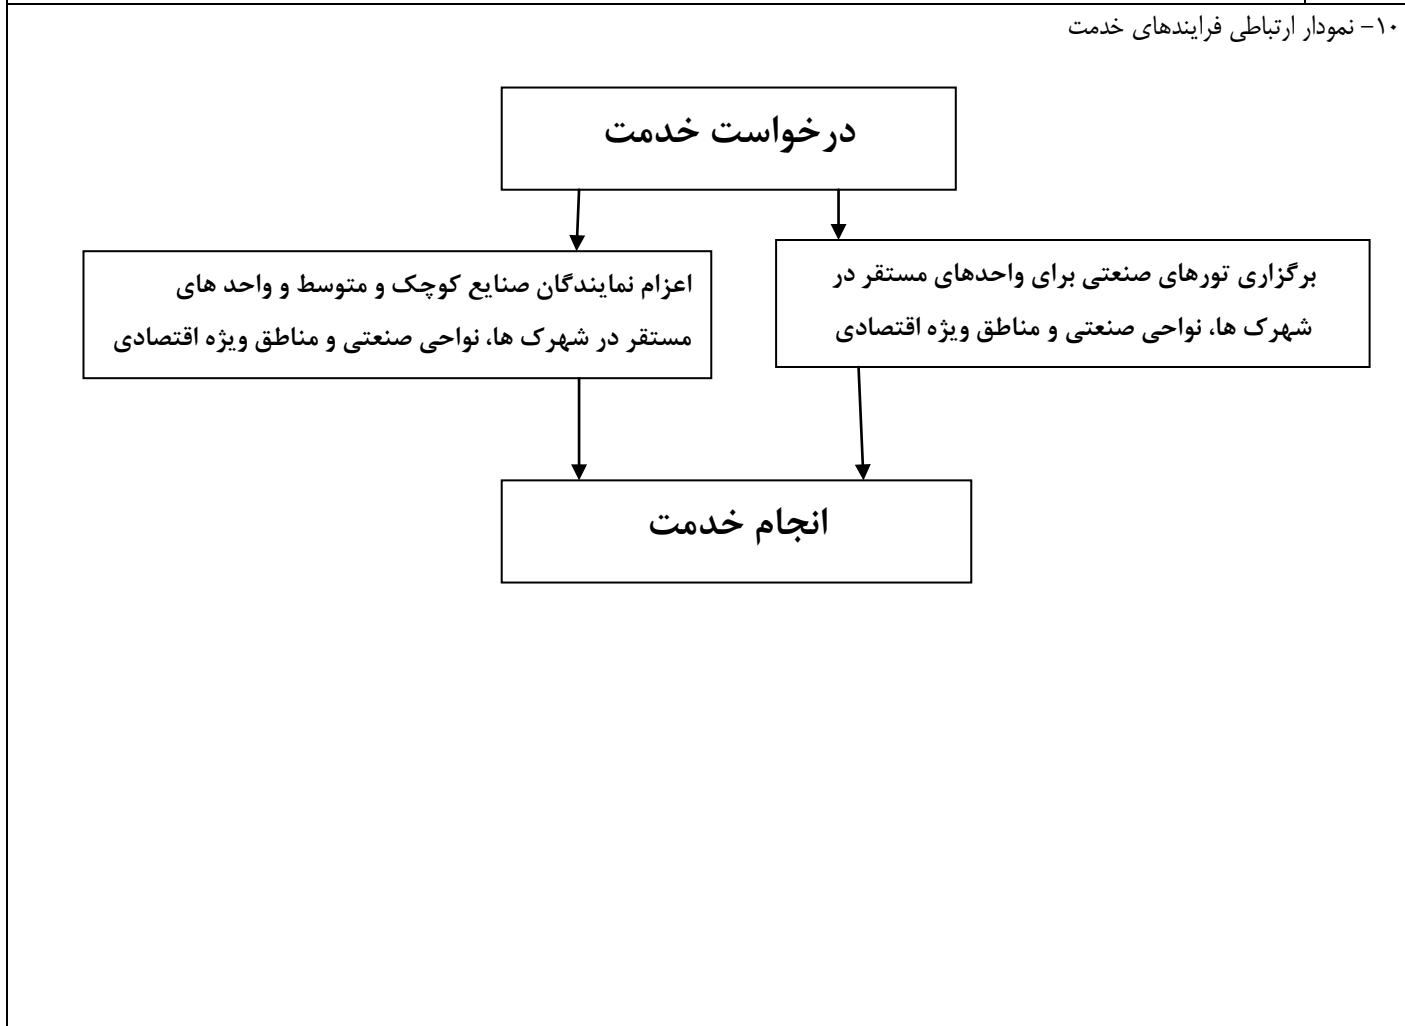 ۱۰- نمودار ارتباطی فرایندهای خدمت
درخواست خدمت
برگزاری تورهای صنعتی برای واحدهای مستقر در
شهرک ها، نواحی صنعتی و مناطق ویژه اقتصادی
اعزام نمایندگان صنایع کوچک و متوسط و واحد های
مستقر در شهرک ها، نواحی صنعتی و مناطق ویژه اقتصادی
انجام خدمت